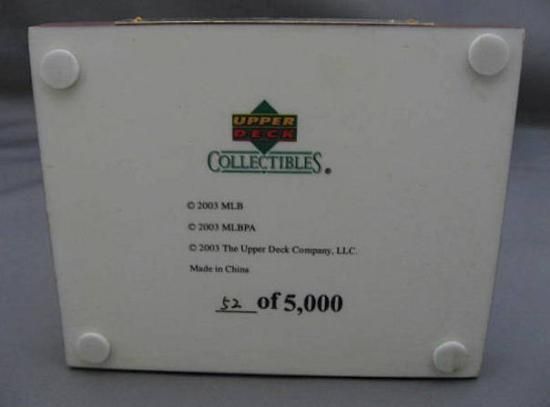 UPPER
DECK
COLLECTIBLES®
© 2003 MLB
© 2003 MLBPA
© 2003 The Upper Deck Company, LLC.
Made in China
52 of 5,000